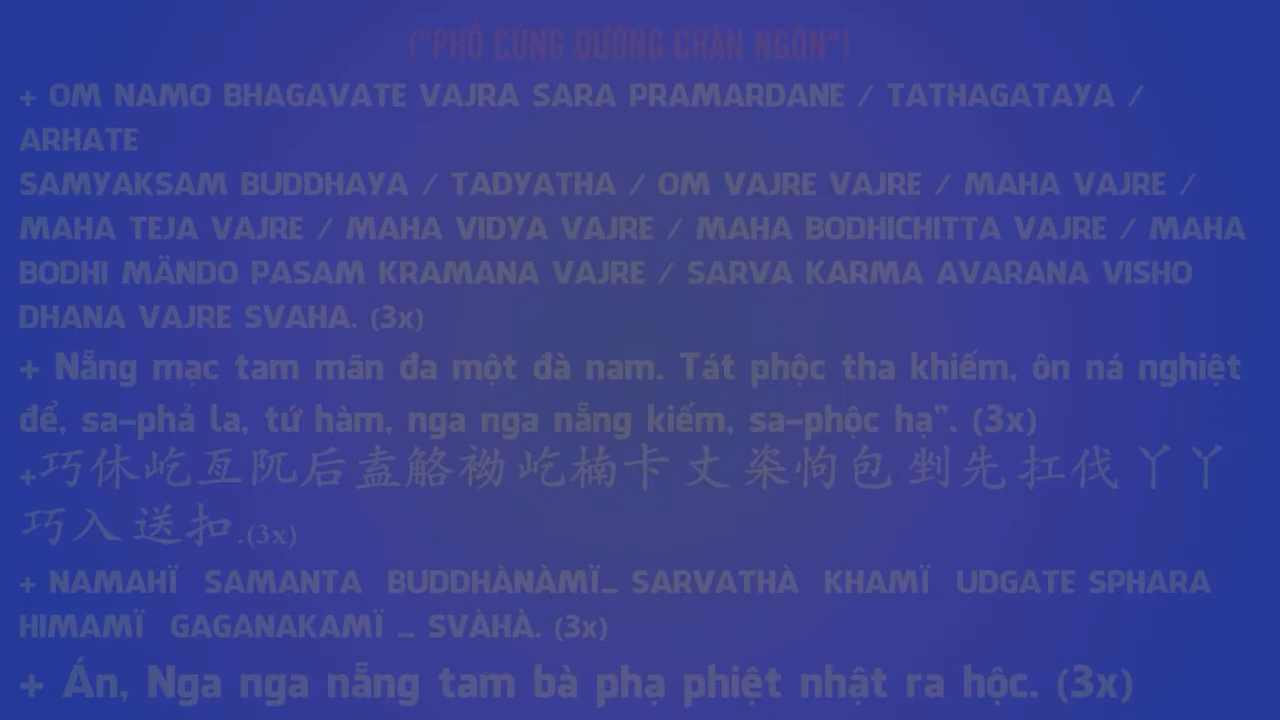 ("PHỔ CÚNG DƯỜNG CHÂN NGÔN")
+ OM NAMO BHAGAVATE VAJRA SARA PRAMARDANE / TATHAGATAYA /
ARHATE
SAMYAKSAM BUDDHAYA / TADYATHA / OM VAJRE VAJRE / MAHA VAJRE /
MAHA TEJA VAJRE / MAHA VIDYA VAJRE / MAHA BODHICHITTA VAJRE / MAHA
BODHI MÄNDO PASAM KRAMANA VAJRE / SARVA KARMA AVARANA VISHO
DHANA VAJRE SVAHA. (3x)
+ Nẵng mạc tam mãn đa một đà nam. Tát phộc tha khiếm, ôn ná nghiệt
để, sa-phả la, tứ hàm, nga nga nẵng kiếm, sa-phộc hạ". (3x)
+巧休屹亙阢后盍觡袎屹楠卡丈栥怐包剉先扛伐丫丫
巧入送扣.(3x)
+ NAMAHÏ SAMANTA BUDDHÀNÀMÏ_ SARVATHÀ KHAMÏ UDGATE SPHARA
HIMAMÏ GAGANAKAMÏ _ SVÀHÀ. (3x)
+ Án, Nga nga nẵng tam bà phạ phiệt nhật ra hộc. (3x)